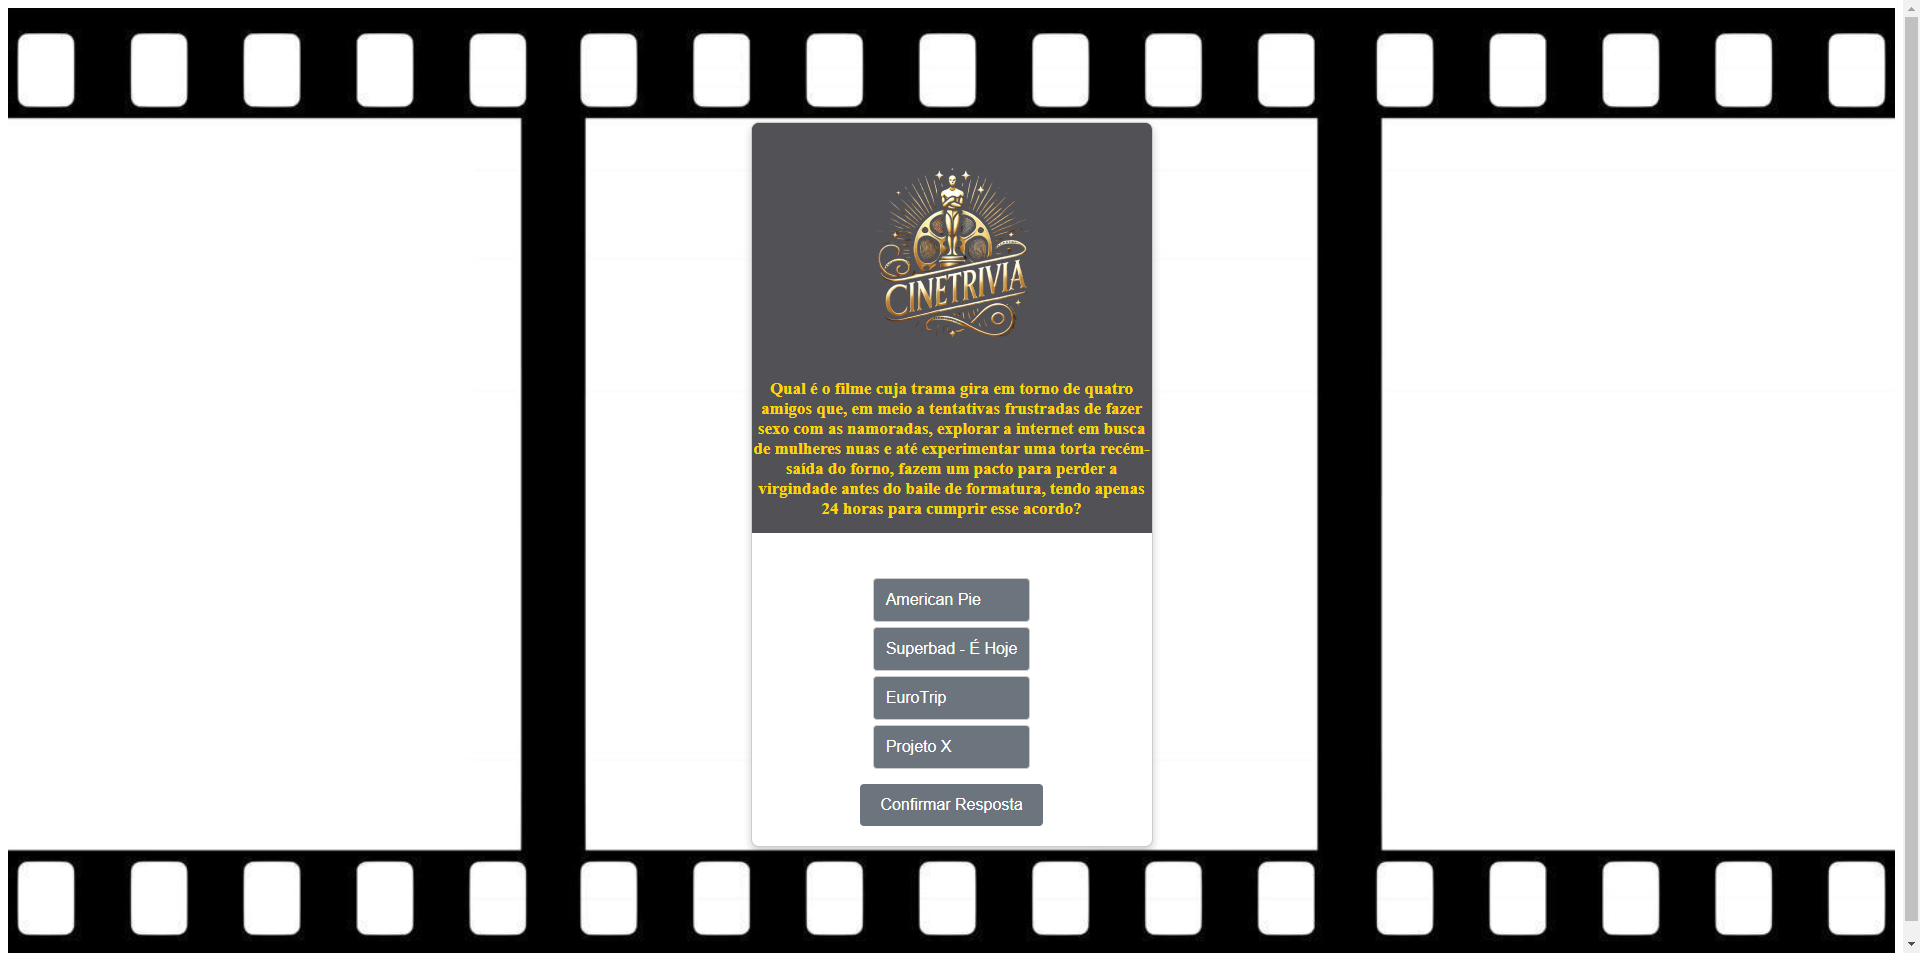 CINETRIVIA
Qual é o filme cuja trama gira em torno de quatro
amigos que, em meio a tentativas frustradas de fazer
sexo com as namoradas, explorar a internet em busca
de mulheres nuas e até experimentar uma torta recém-
saída do forno, fazem um pacto para perder a
virgindade antes do baile de formatura, tendo apenas
24 horas para cumprir esse acordo?
American Pie
Superbad - É Hoje
EuroTrip
Projeto X
Confirmar Resposta